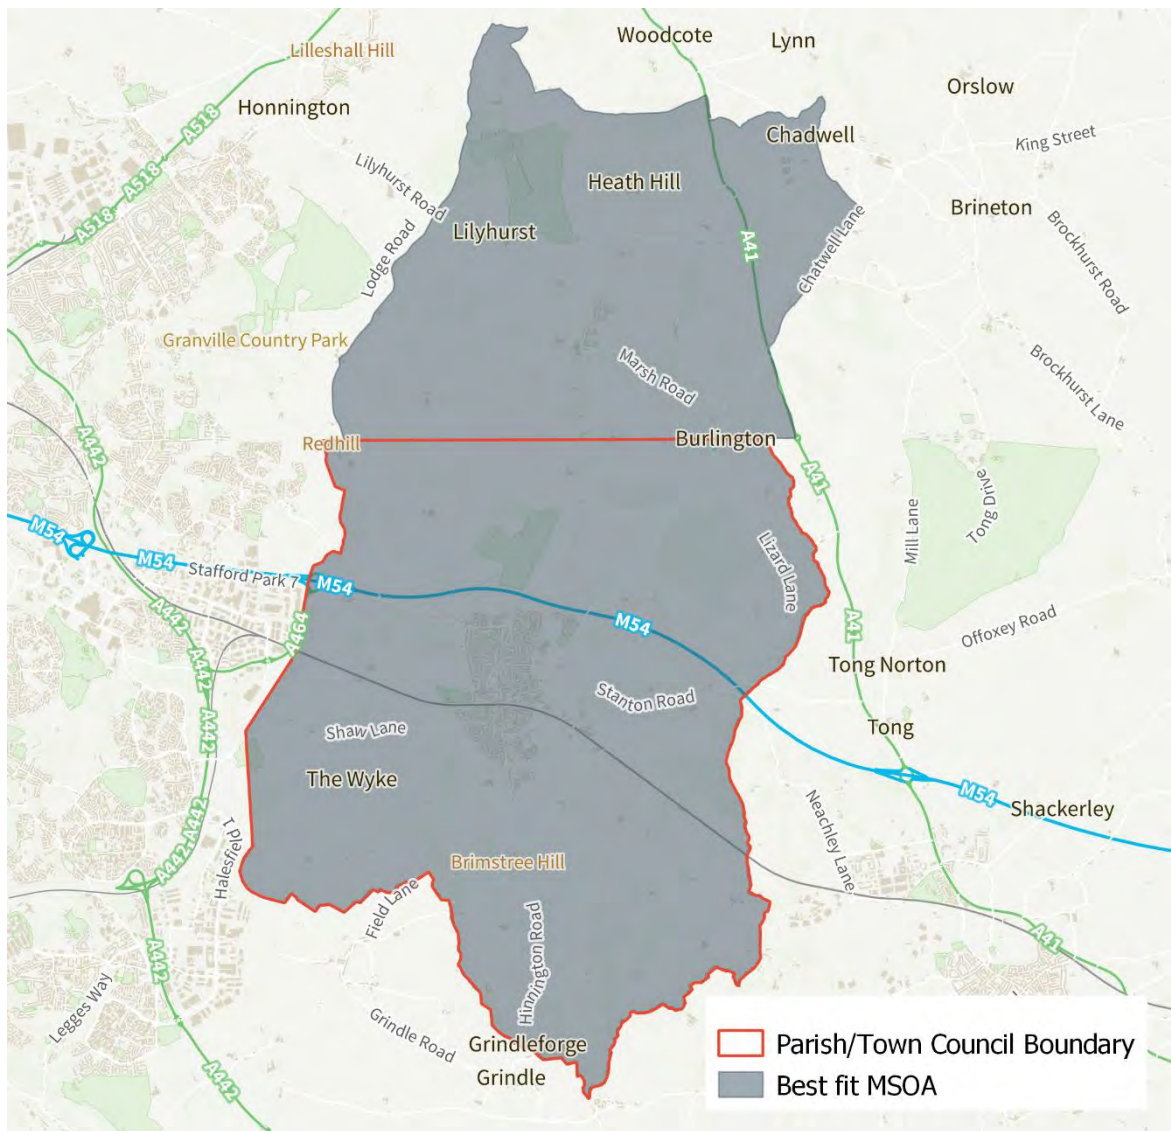 Woodcote
Lynn
Lilleshall Hill
Orslow
Honnington
A518
Chadwell
King Street
Lilyhurst Road
A518
Heath Hill
A518
Brineton
Lilyhurst
Brockhurst Road
A41
Chatwell Lane
Lodge Road
Granville Country Park
Marsh Road
Brockhurst Lane
A442
Redhill
Burlington
A41
Tong Drive
Mill Lane
M54
M54
Stafford Park 7
M54
Lizard Lane
A442
A464
M54
A41
Offoxey Road
A442
Tong Norton
Stanton Road
A442
Shaw Lane
Tong
The Wyke
M54
Shackerley
A442
Halesfield 1
Neachley Lane
A442
Brimstree Hill
Field Lane
Hinnington Road
A41
A442
Legges Way
Grindle Road
Grindleforge
Grindle
A442
Parish/Town Council Boundary
Best fit MSOA